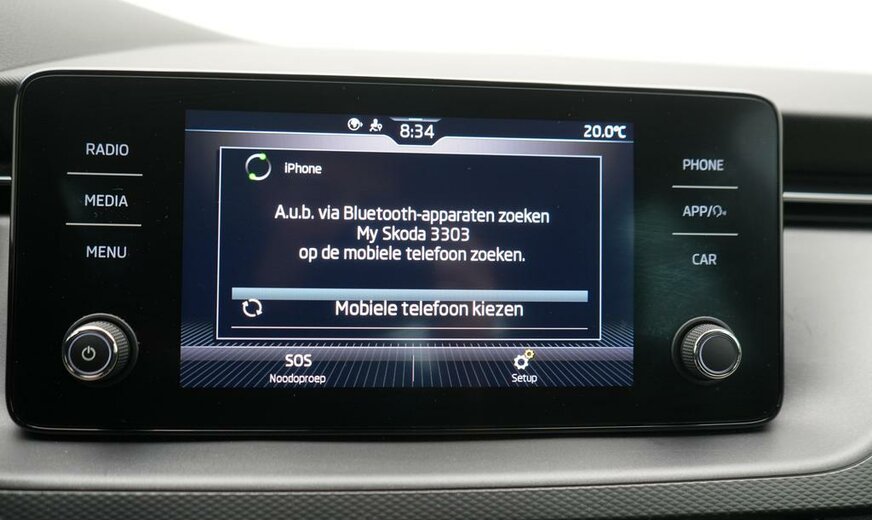 RADIO
MEDIA
MENU
8:34
20.0°C
iPhone
A.u.b. via Bluetooth-apparaten zoeken
My Skoda 3303
op de mobiele telefoon zoeken.
Mobiele telefoon kiezen
SOS
Noodoproep
Setup
PHONE
APP/
CAR